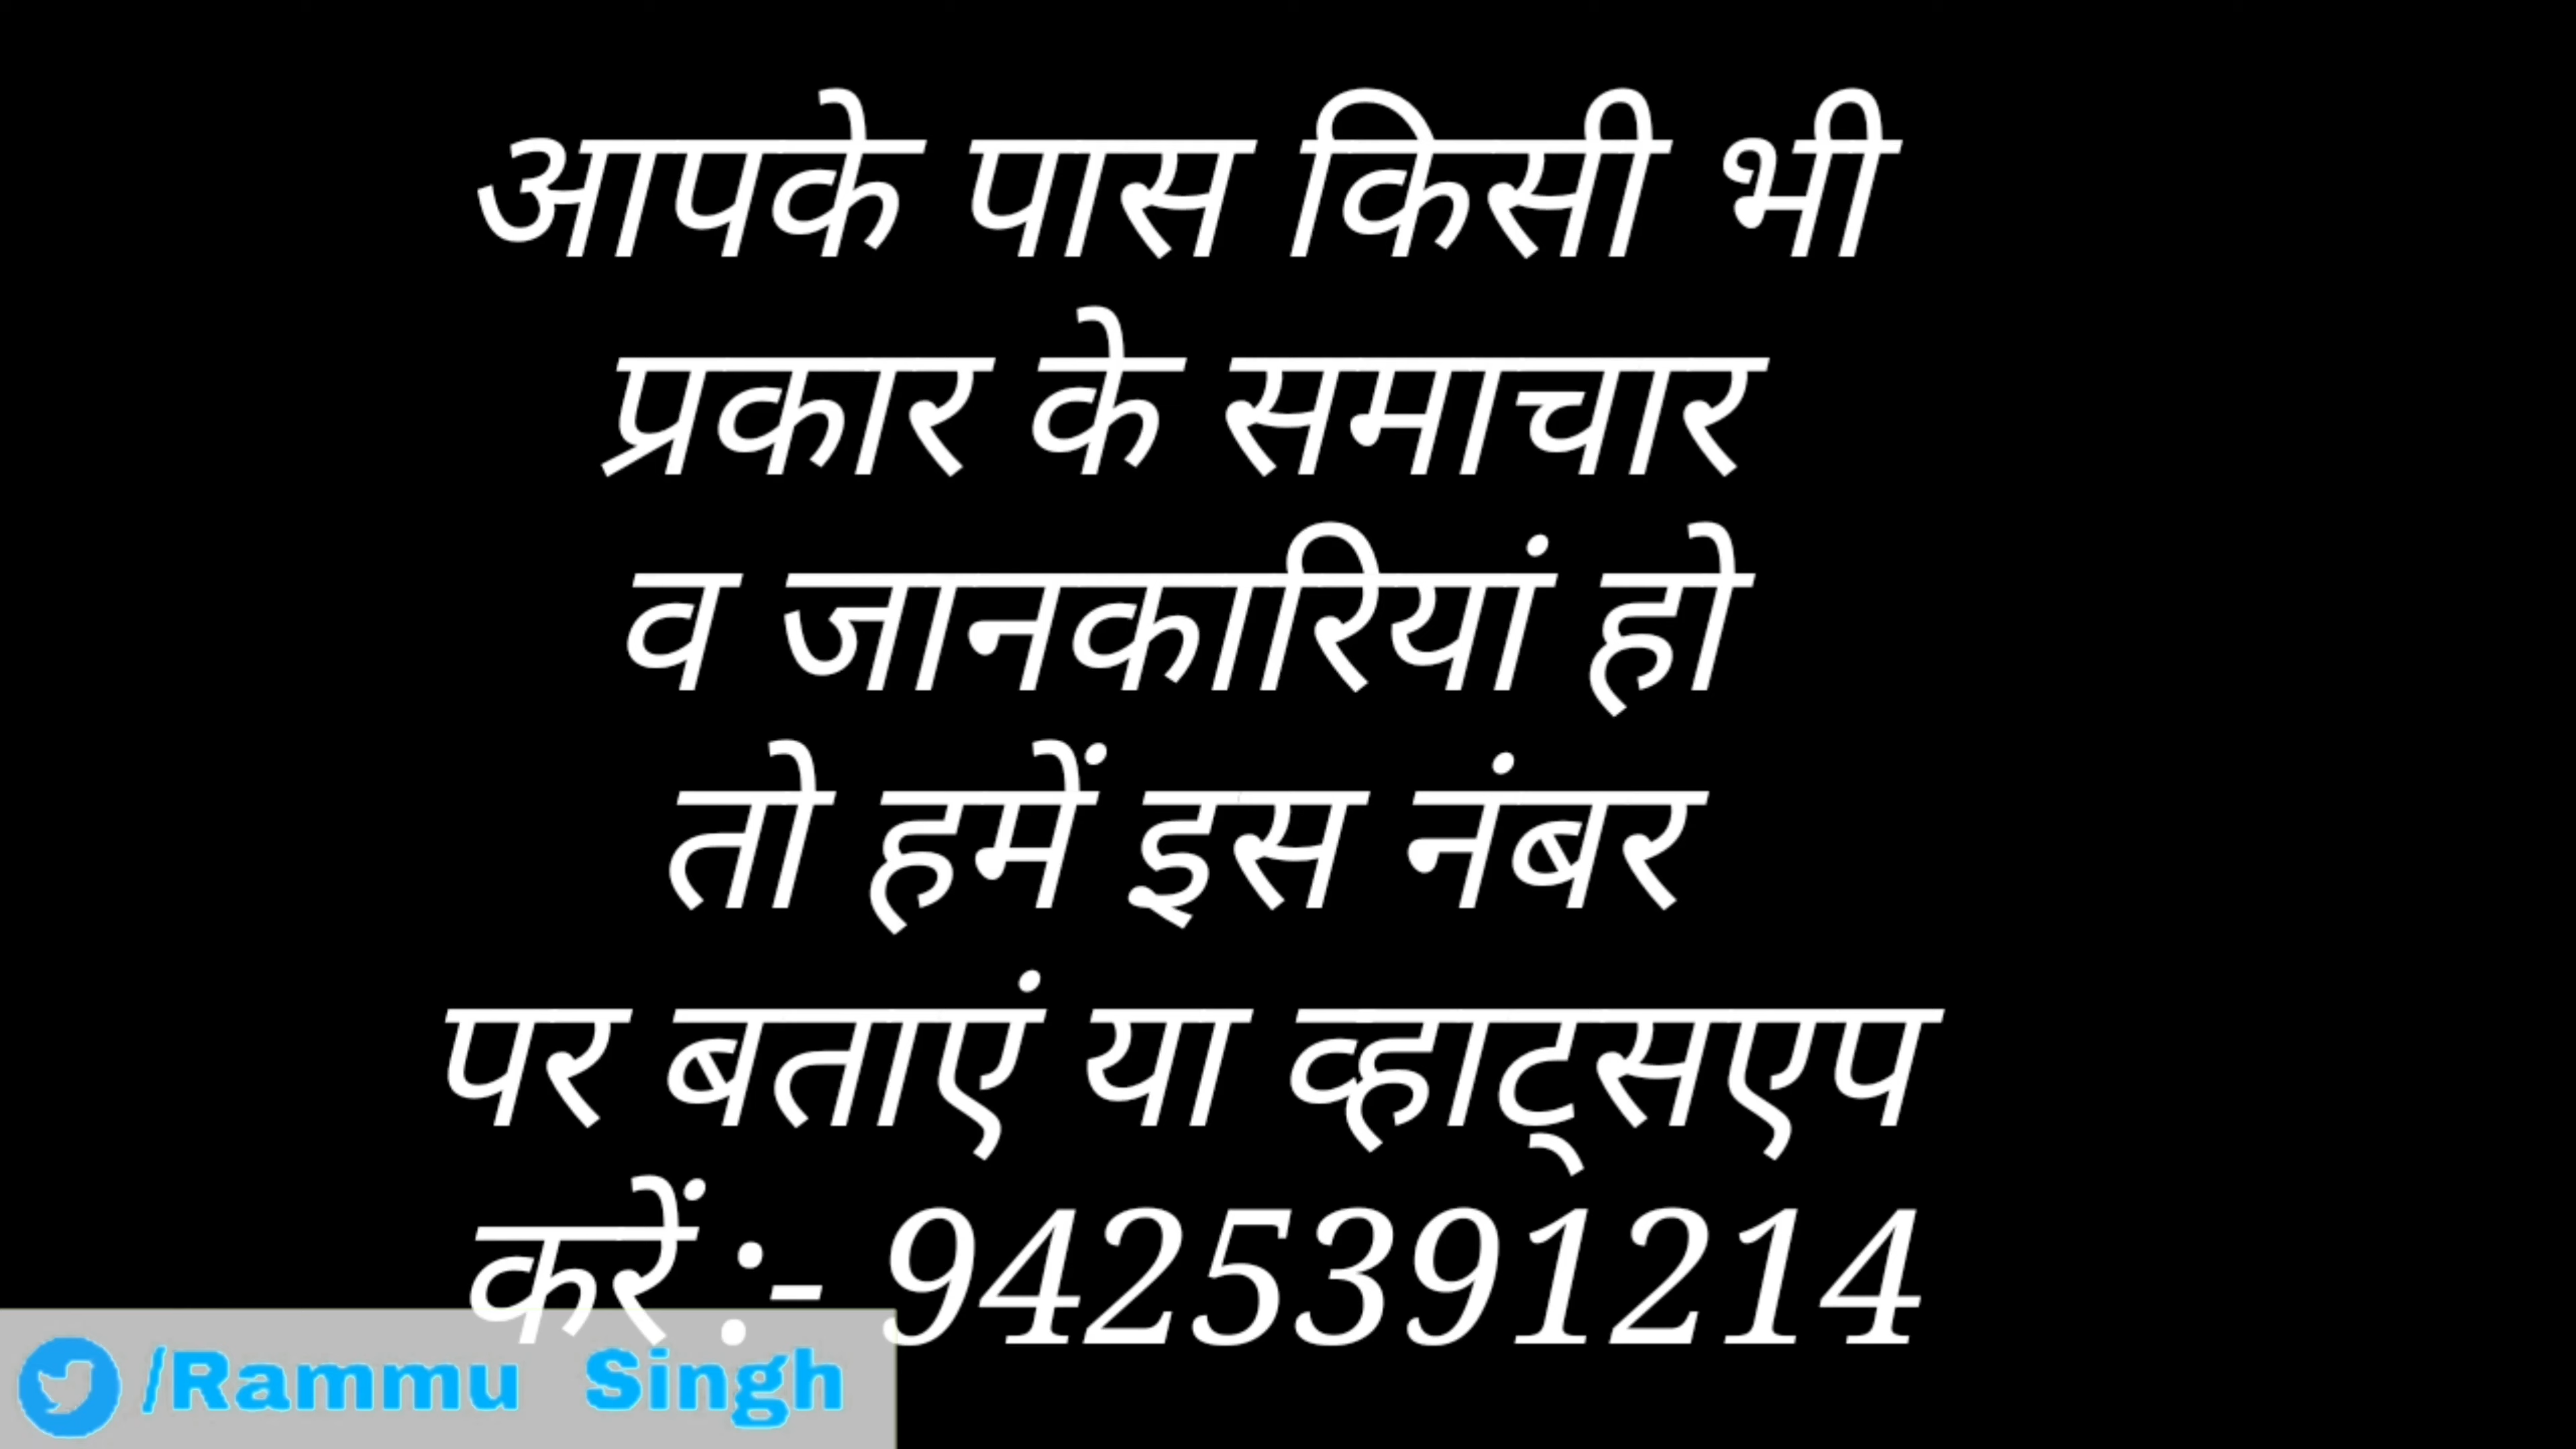 आपके पास किसी भी
प्रकार के समाचार
व जानकारियां हो
तो हमें इस नंबर
पर बताएं या व्हाट्सएप
करें :- 9425391214
/Rammu Singh